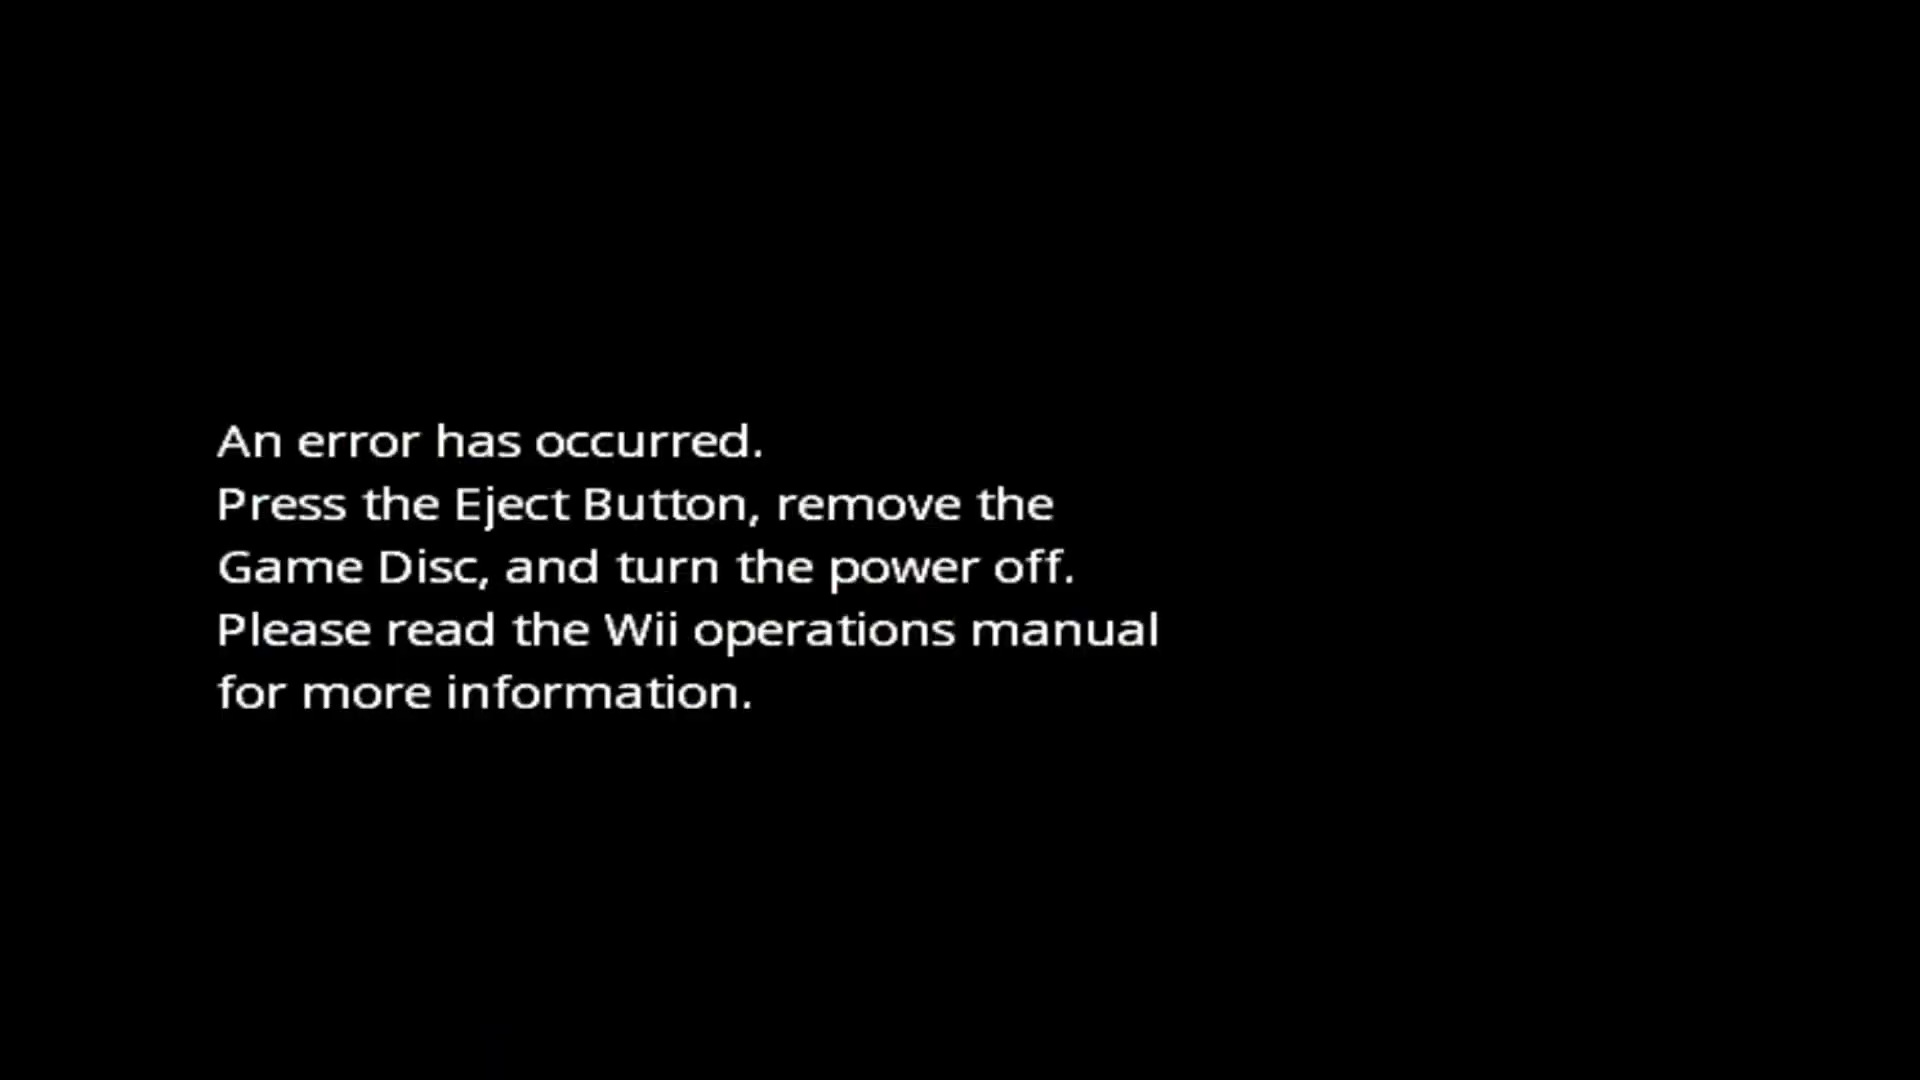 An error has occurred.
Press the Eject Button, remove the
Game Disc, and turn the power off.
Please read the Wii operations manual
for more information.